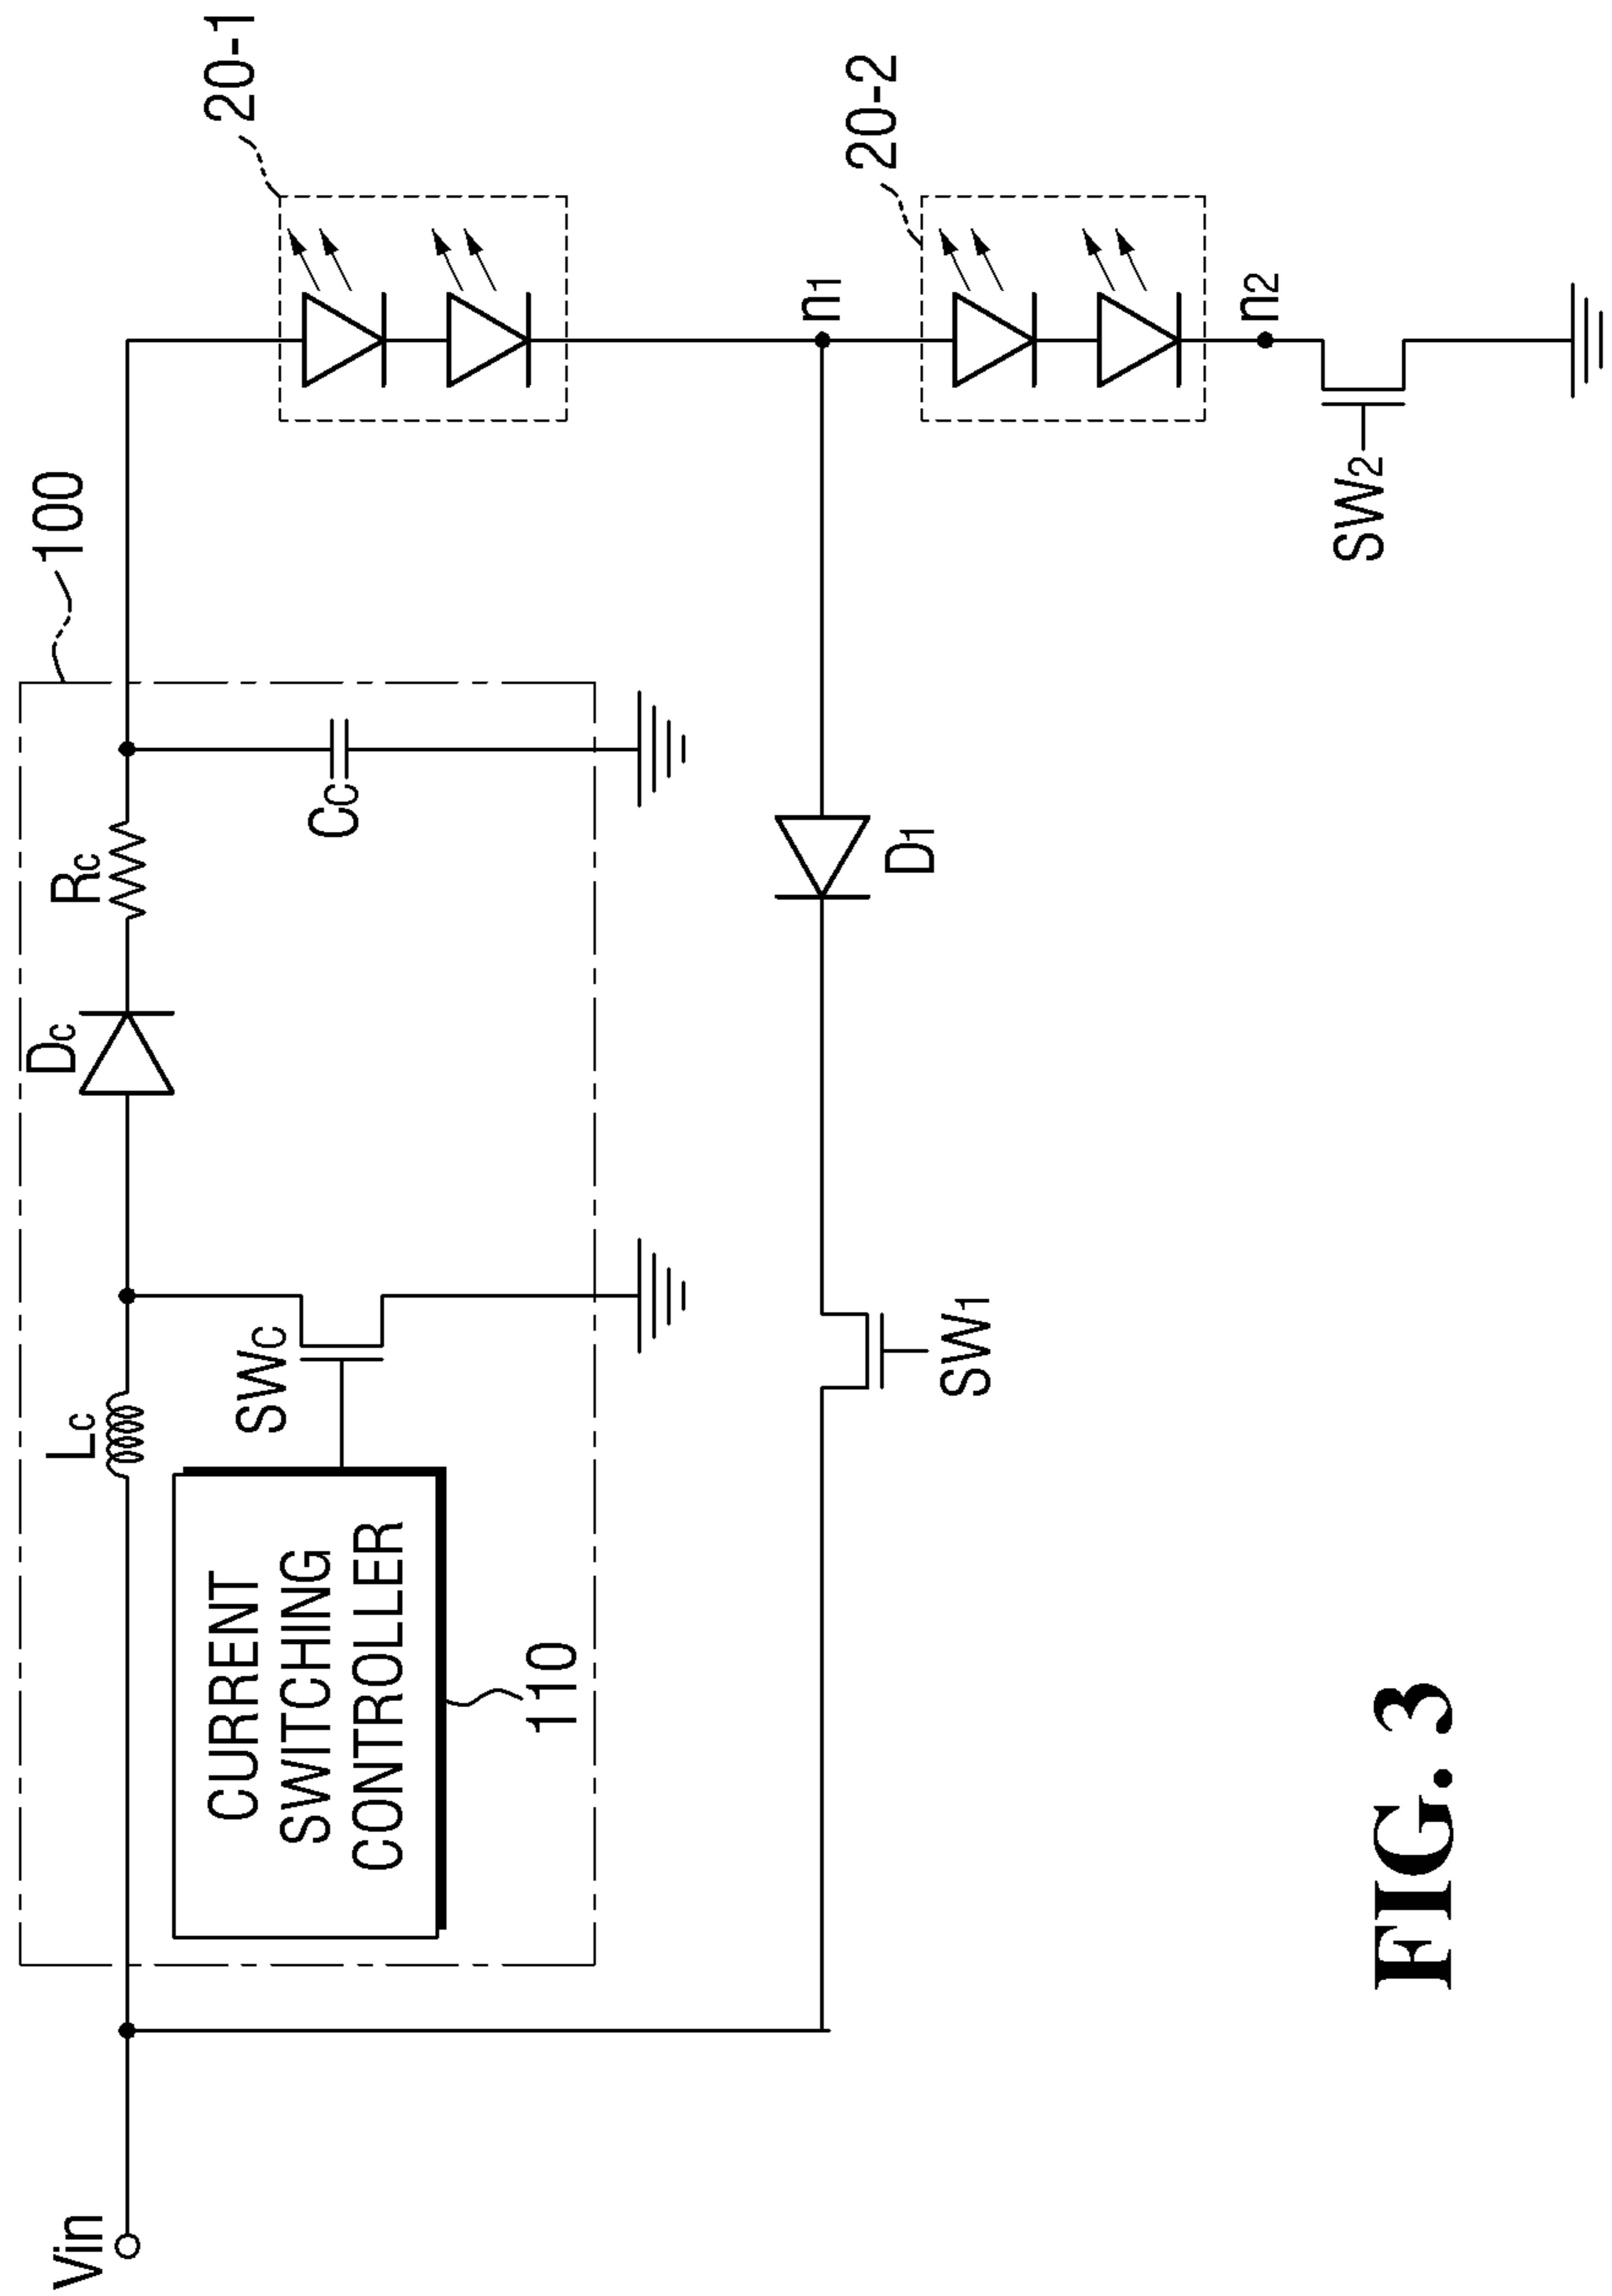 100
20-1
Vin
Lc
Dc
Rc
SWc
Cc
CURRENT
SWITCHING
CONTROLLER
110
n1
20-2
D1
SW1
n2
SW2
FIG. 3